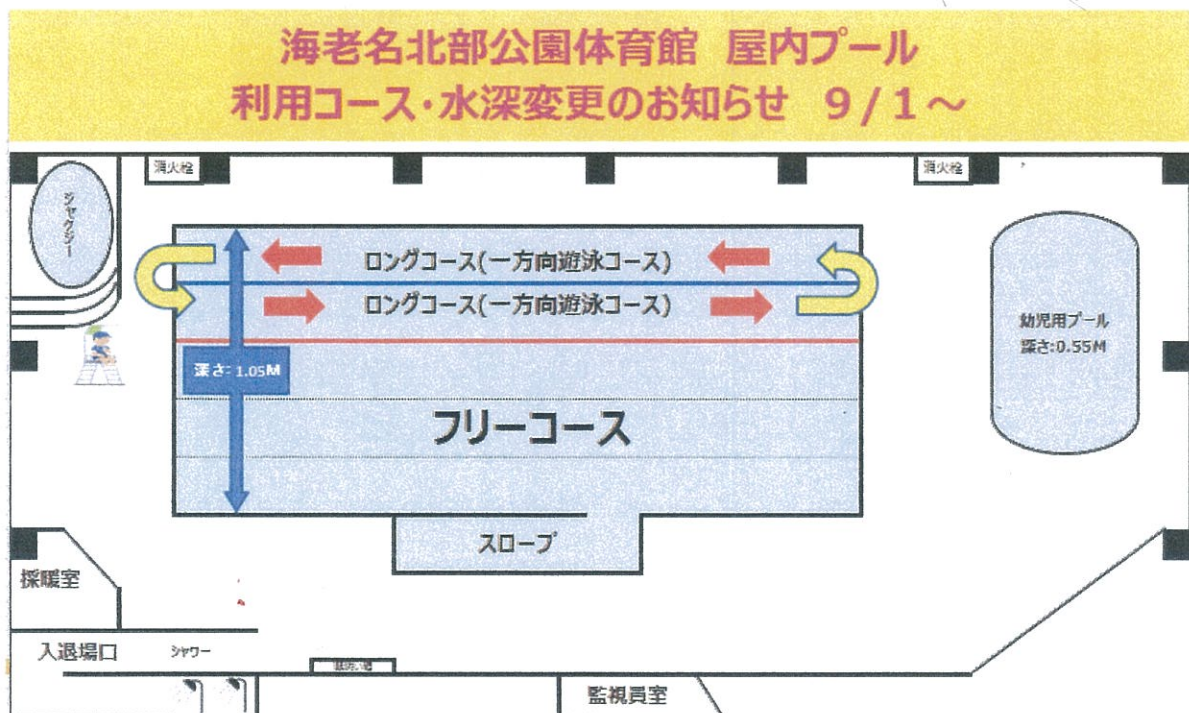 海老名北部公園体育館 屋内プール
利用コース・水深変更のお知らせ 9/1～
消火栓
消火栓
ジャグジー
ロングコース(一方向遊泳コース)
ロングコース(一方向遊泳コース)
幼児用プール
深さ:0.55M
深さ:1.05M
フリーコース
スロープ
採暖室
入退場口
シャワー
監視員室